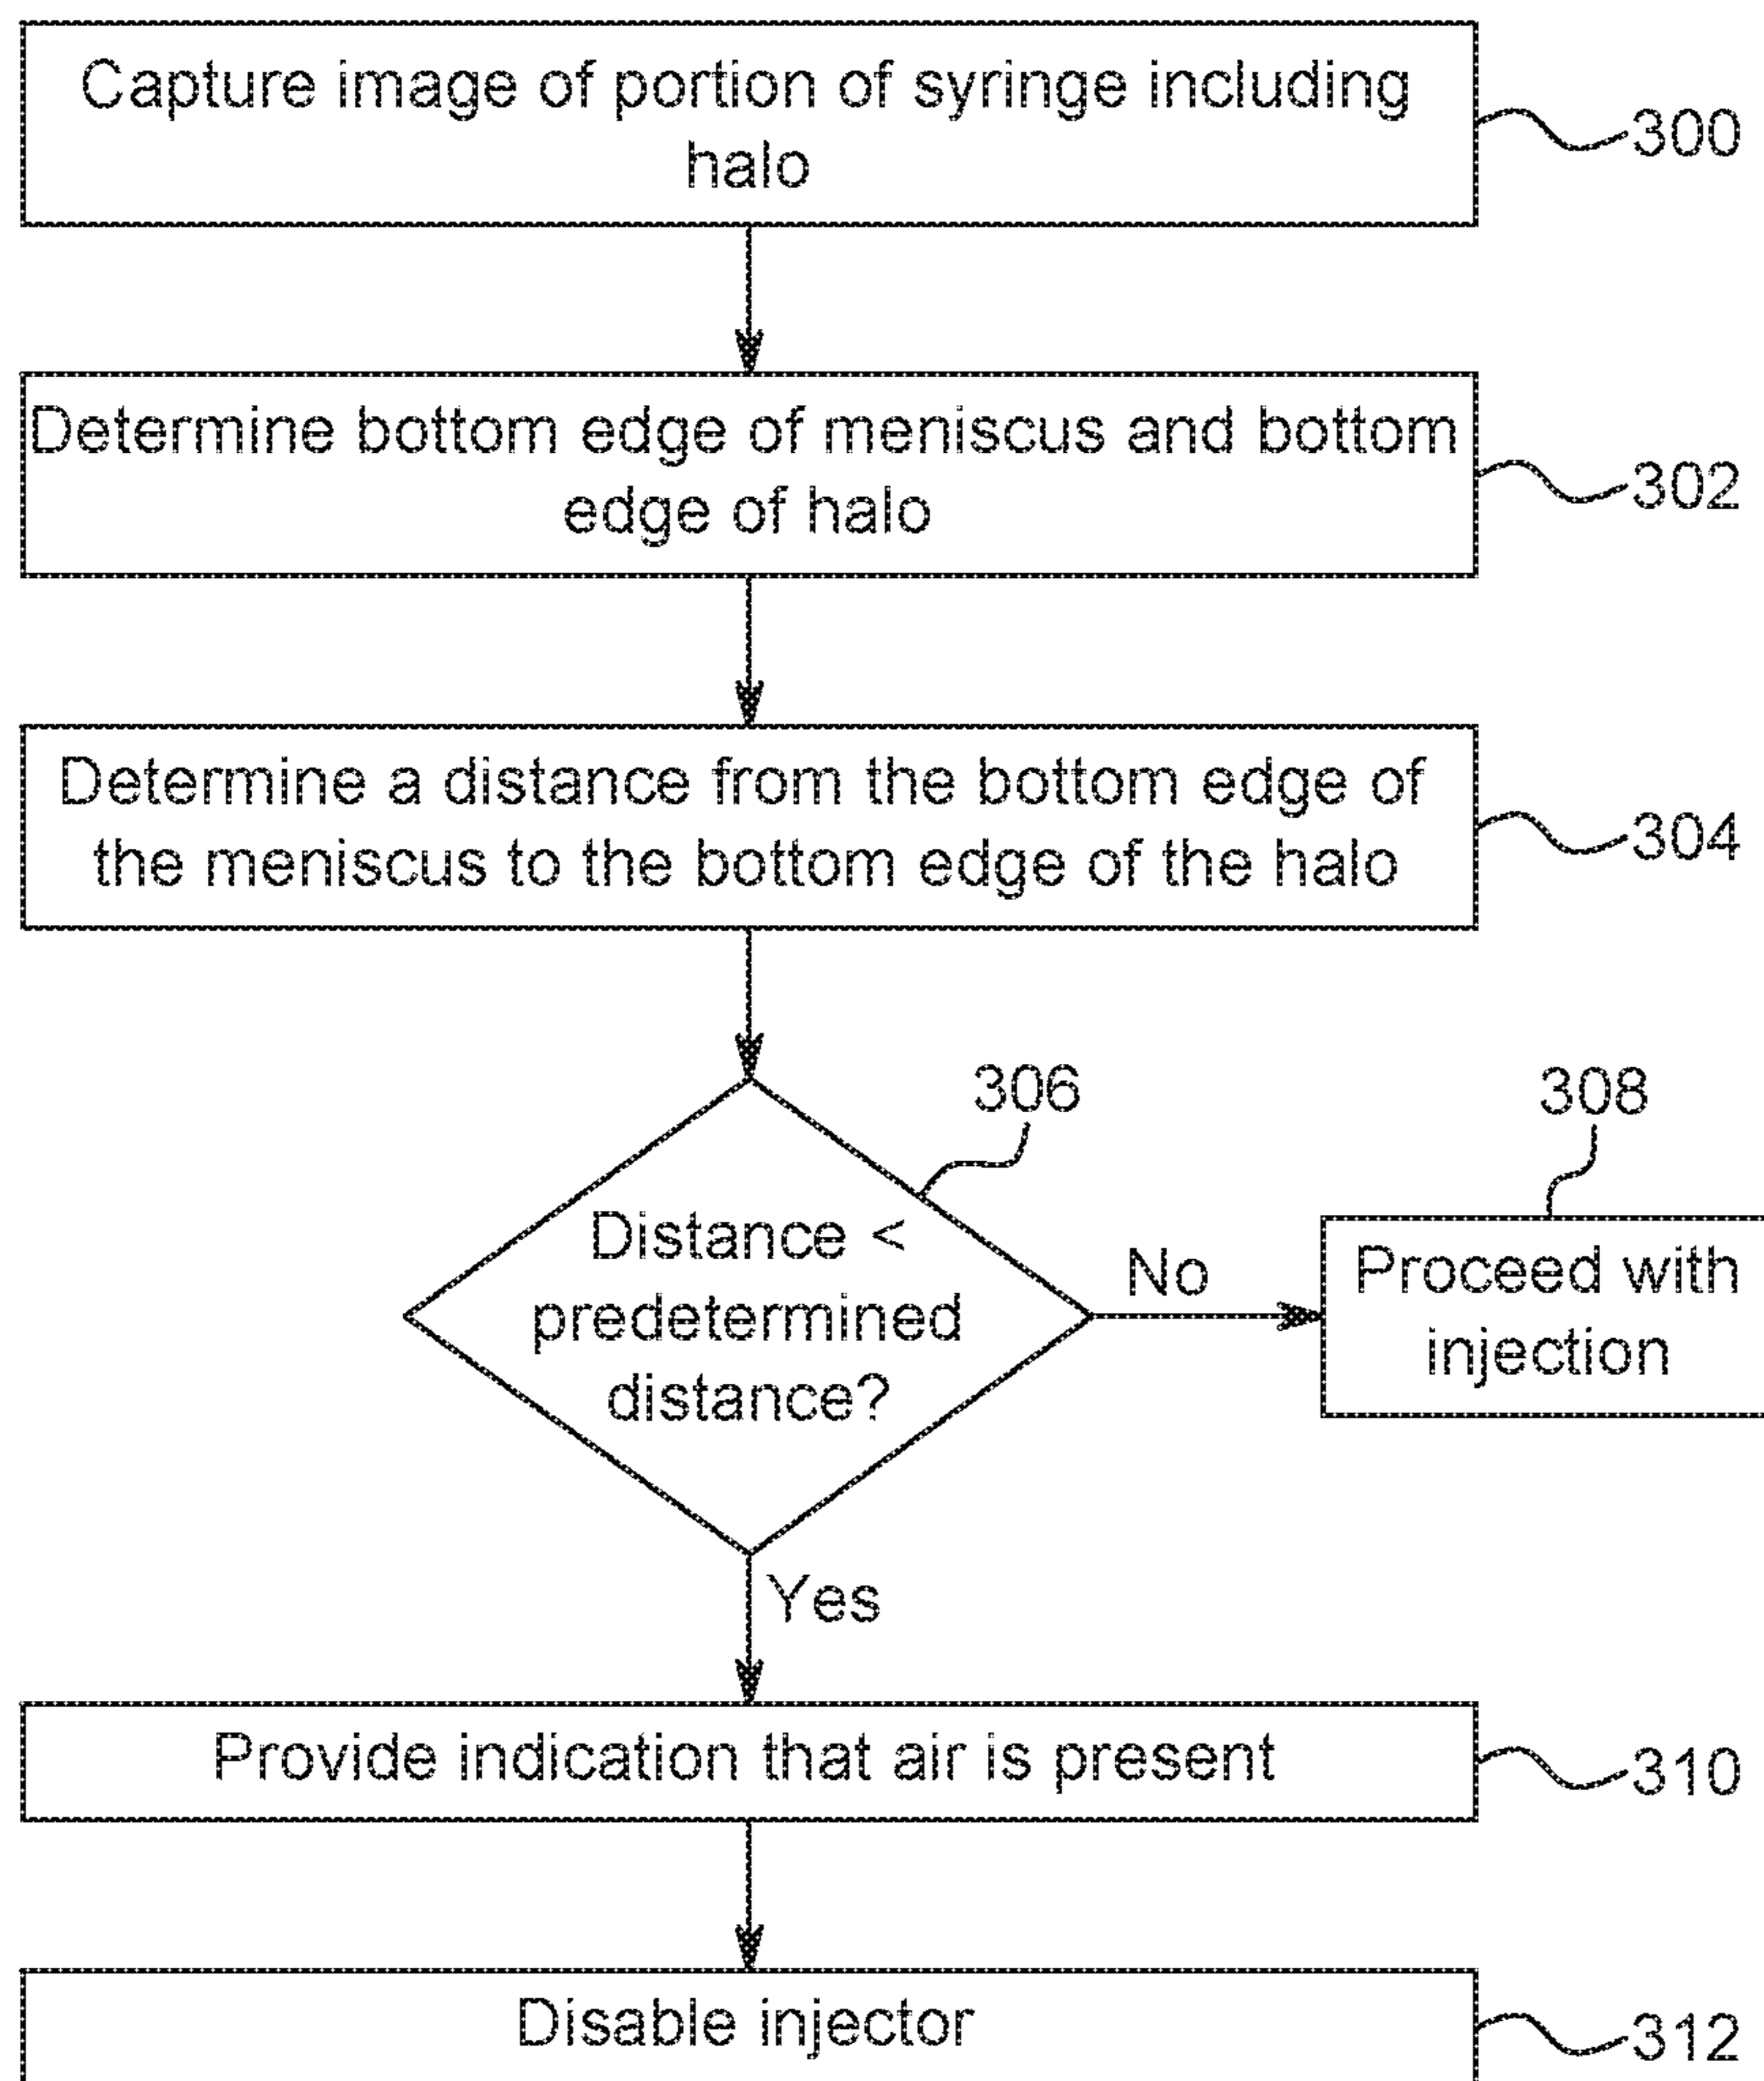 Capture image of portion of syringe including
halo
300
Determine bottom edge of meniscus and bottom
edge of halo
302
Determine a distance from the bottom edge of
the meniscus to the bottom edge of the halo
304
306
308
Distance <
predetermined
distance?
No
Proceed with
injection
Yes
Provide indication that air is present
310
Disable injector
312